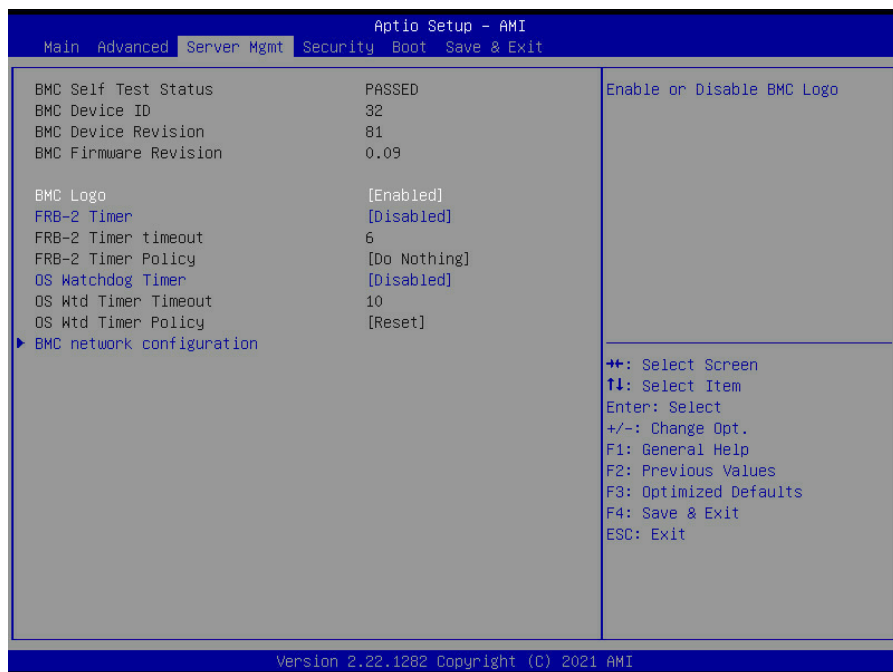 Aptio Setup - AMI
Main Advanced Server Mgmt Security Boot Save & Exit
BMC Self Test Status PASSED
BMC Device ID 32
BMC Device Revision 81
BMC Firmware Revision 0.09
BMC Logo [Enabled]
FRB-2 Timer [Disabled]
FRB-2 Timer timeout 6
FRB-2 Timer Policy [Do Nothing]
OS Watchdog Timer [Disabled]
OS Wtd Timer Timeout 10
OS Wtd Timer Policy [Reset]
BMC network configuration
Enable or Disable BMC Logo
→←: Select Screen
↑↓: Select Item
Enter: Select
+/-: Change Opt.
F1: General Help
F2: Previous Values
F3: Optimized Defaults
F4: Save & Exit
ESC: Exit
Version 2.22.1282 Copyright (C) 2021 AMI